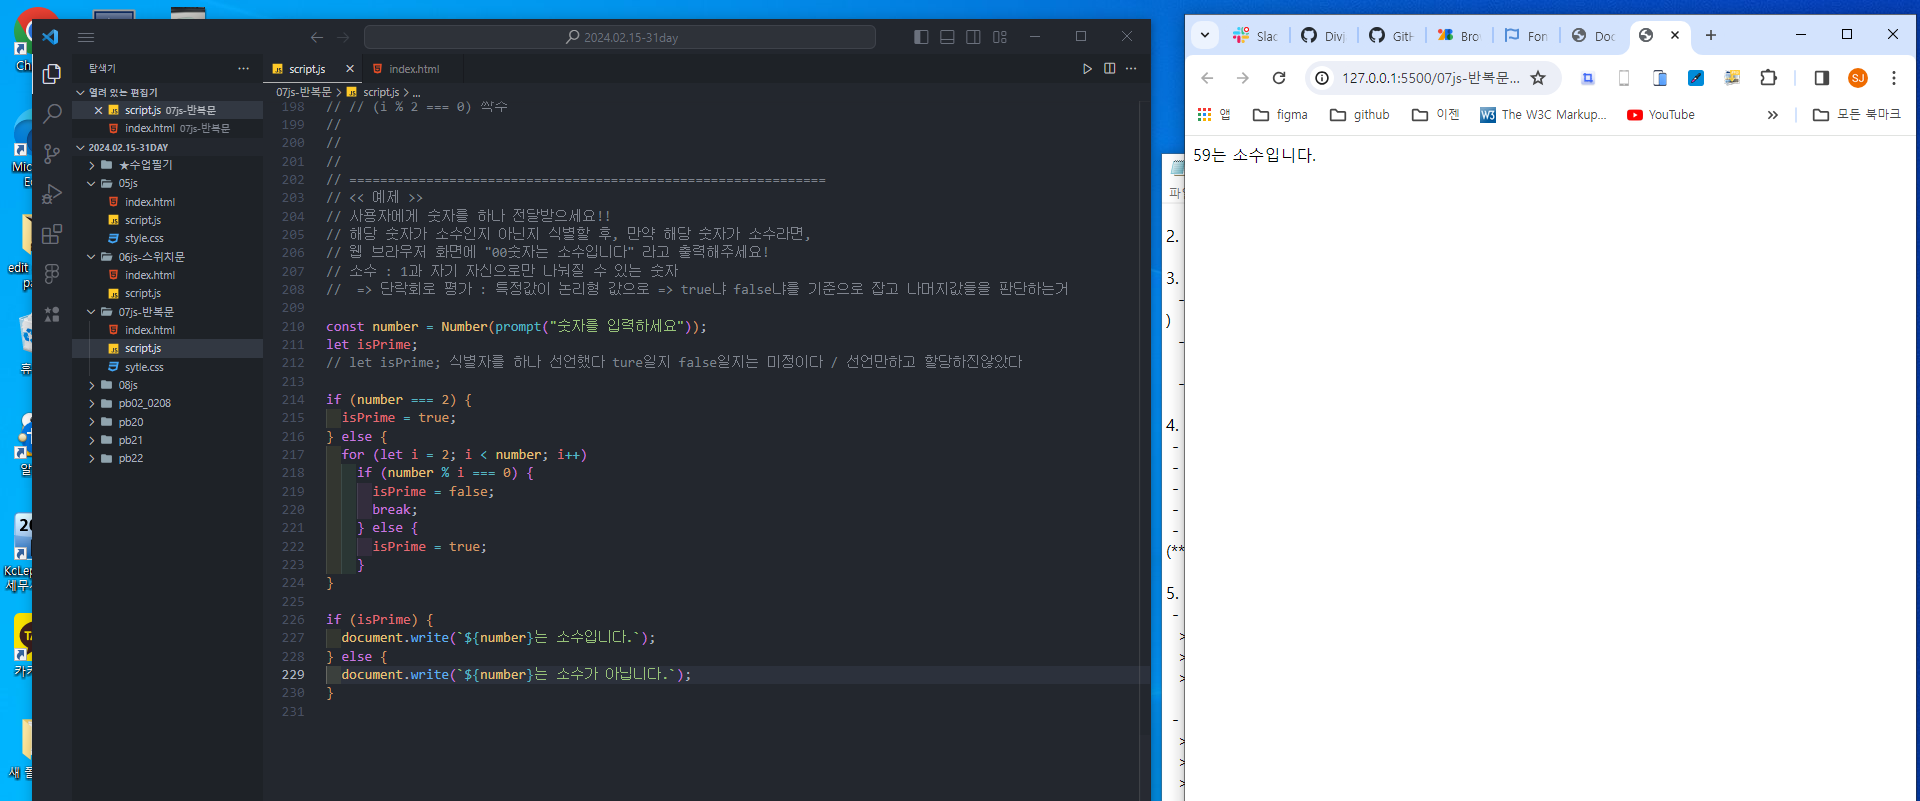 2024.02.15-31day
탐색기
열려 있는 편집기
script.js 07js-반복문
index.html 07js-반복문
2024.02.15-31DAY
★수업필기
05js
index.html
script.js
style.css
06js-스위치문
index.html
script.js
07js-반복문
index.html
script.js
sytle.css
08js
pb02_0208
pb20
pb21
pb22
script.js
index.html
07js-반복문 > script.js > ...
198 // // (i % 2 === 0) 싹수
199 //
200 //
201 //
202 // ==============================================================
203 // << 예제 >>
204 // 사용자에게 숫자를 하나 전달받으세요!!
205 // 해당 숫자가 소수인지 아닌지 식별할 후, 만약 해당 숫자가 소수라면,
206 // 웹 브라우저 화면에 "00숫자는 소수입니다" 라고 출력해주세요!
207 // 소수 : 1과 자기 자신으로만 나눠질 수 있는 숫자
208 //  => 단락회로 평가 : 특정값이 논리형 값으로 => true냐 false냐를 기준으로 잡고 나머지값들을 판단하는거
209
210 const number = Number(prompt("숫자를 입력하세요"));
211 let isPrime;
212 // let isPrime; 식별자를 하나 선언했다 ture일지 false일지는 미정이다 / 선언만하고 할당하진않았다
213
214 if (number === 2) {
215   isPrime = true;
216 } else {
217   for (let i = 2; i < number; i++)
218     if (number % i === 0) {
219       isPrime = false;
220       break;
221     } else {
222       isPrime = true;
223     }
224 }
225
226 if (isPrime) {
227   document.write(`${number}는 소수입니다.`);
228 } else {
229   document.write(`${number}는 소수가 아닙니다.`);
230 }
231
2.
3.
-
)
-
-
4.
-
-
-
-
-
(**
5.
-
>
>
>
-
>
>
>
Slac
Divj
GitH
Bro
Fon
Doc
127.0.0.1:5500/07js-반복문...
SJ
앱
figma
github
이젠
The W3C Markup...
YouTube
모든 북마크
59는 소수입니다.